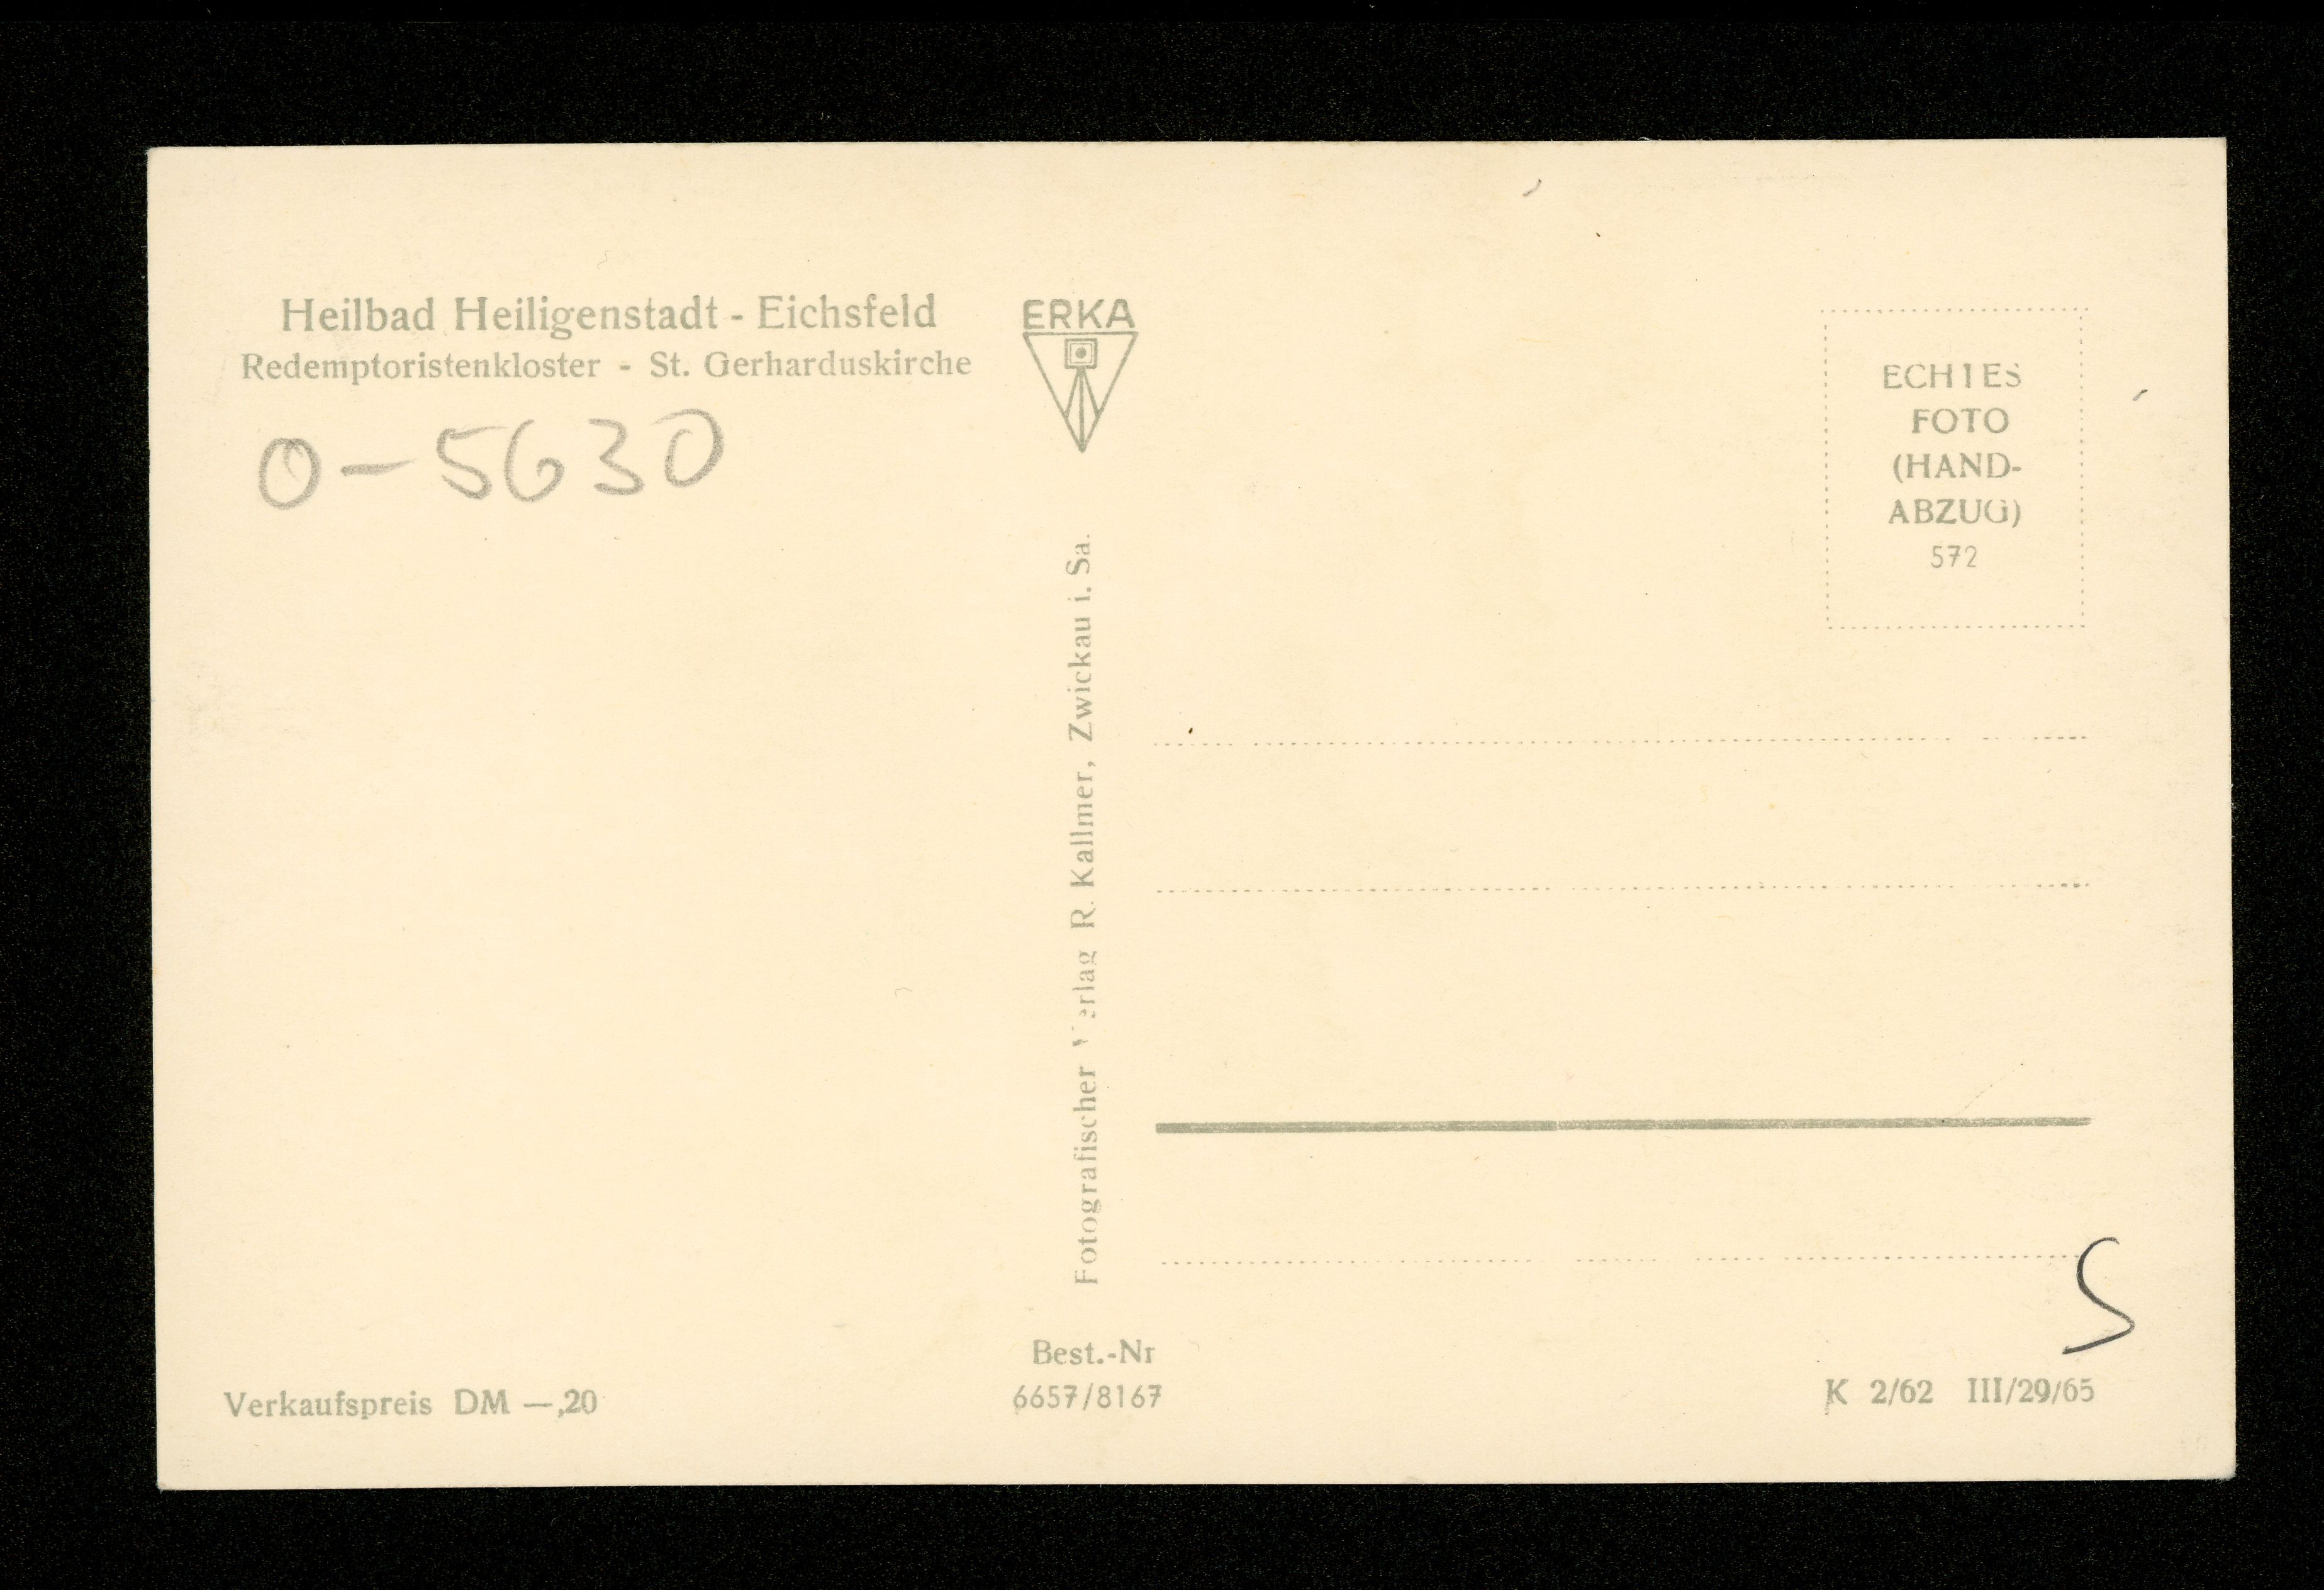 Heilbad Heiligenstadt - Eichsfeld
Redemptoristenkloster - St. Gerharduskirche
O-5630
ERKA
Fotografischer Verlag R. Kallmer, Zwickau i. Sa.
ECHTES
FOTO
(HAND-
ABZUG)
572
S
Best.-Nr
6657/8167
Verkaufspreis DM —,20
K 2/62 III/29/65